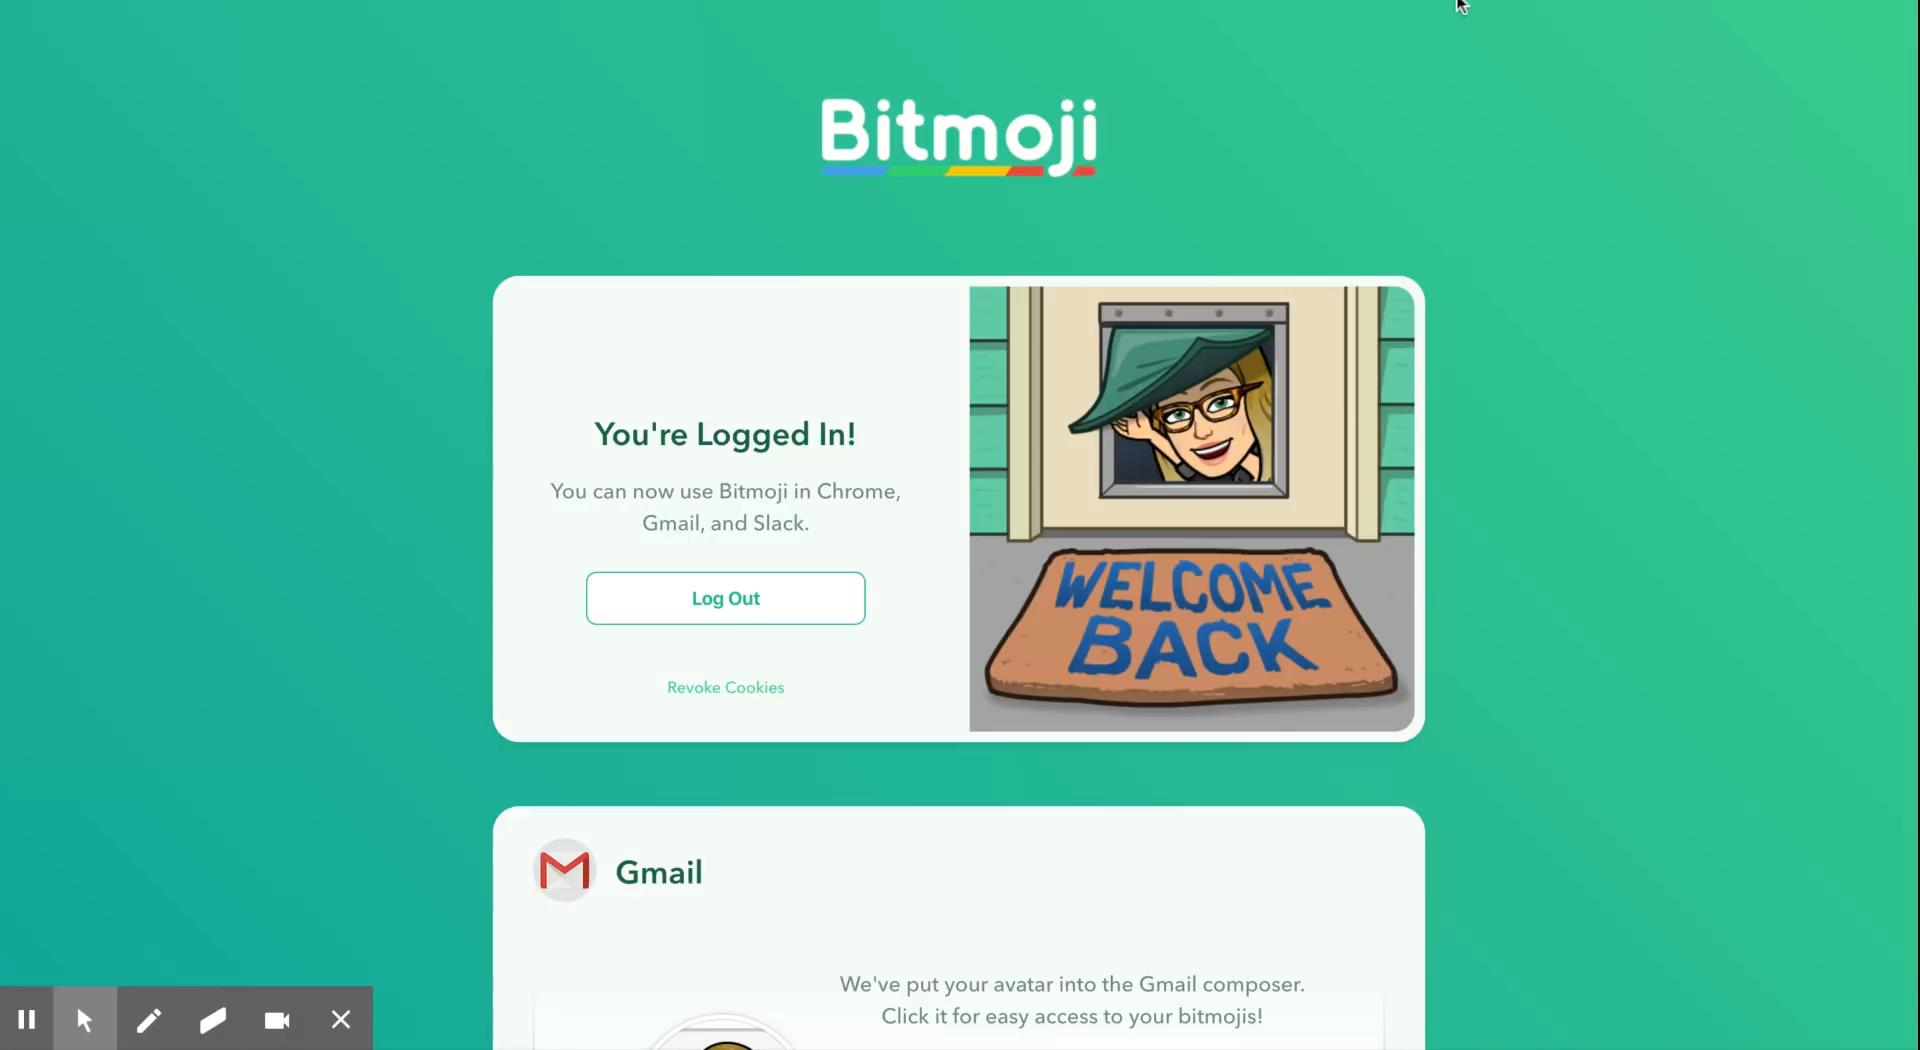 Bitmoji
You're Logged In!
You can now use Bitmoji in Chrome,
Gmail, and Slack.
Log Out
Revoke Cookies
WELCOME
BACK
Gmail
We've put your avatar into the Gmail composer.
Click it for easy access to your bitmojis!